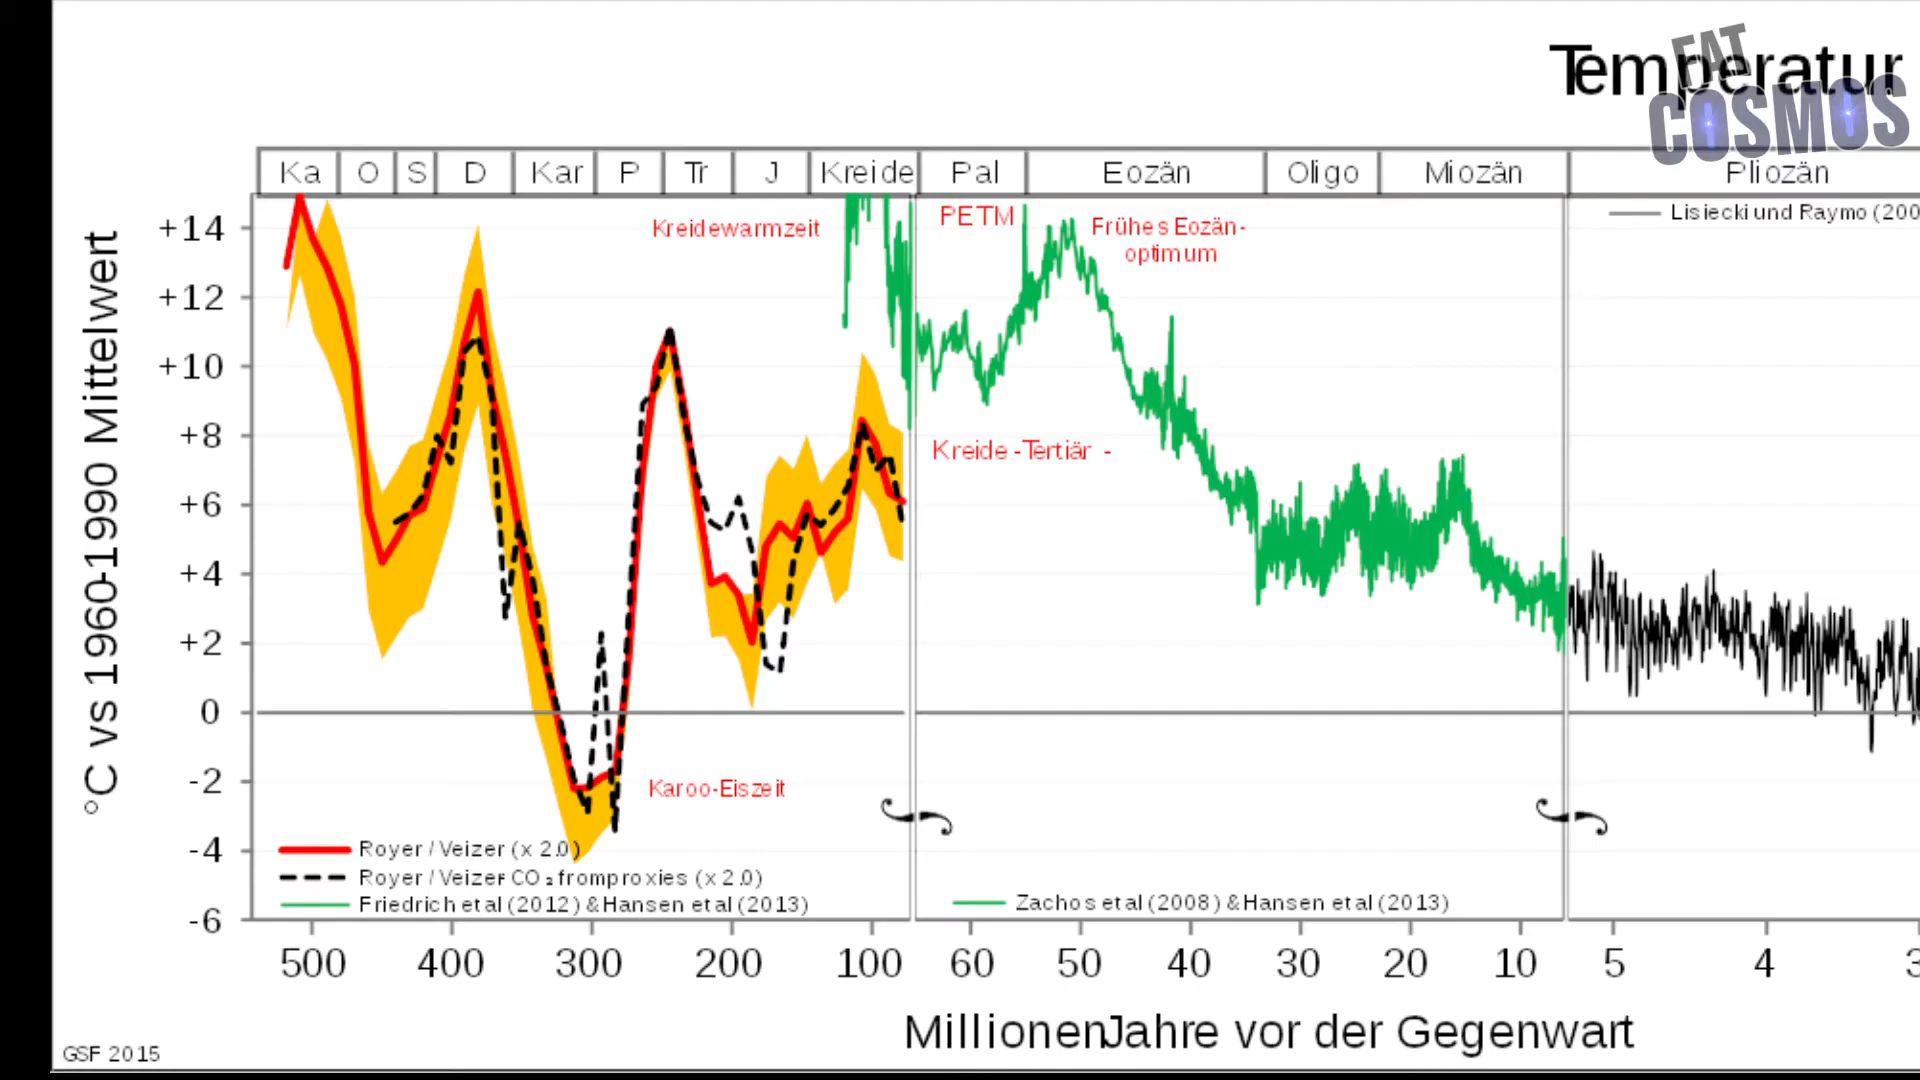 Temperatur
FAT
COSMOS
Ka O S D Kar P Tr J Kreide Pal Eozän Oligo Miozän Pliozän
°C vs 1960-1990 Mittelwert
+14
+12
+10
+8
+6
+4
+2
0
-2
-4
-6
Kreidewarmzeit
PETM
Frühes Eozän-
optimum
Lisiecki und Raymo (200
Kreide -Tertiär -
Karoo-Eiszeit
Royer / Veizer (x 2.0)
Royer / Veizer CO₂ from proxies (x 2.0)
Friedrich et al (2012) & Hansen et al (2013)
Zachos et al (2008) & Hansen et al (2013)
500 400 300 200 100 60 50 40 30 20 10 5 4 3
Millionen Jahre vor der Gegenwart
GSF 2015